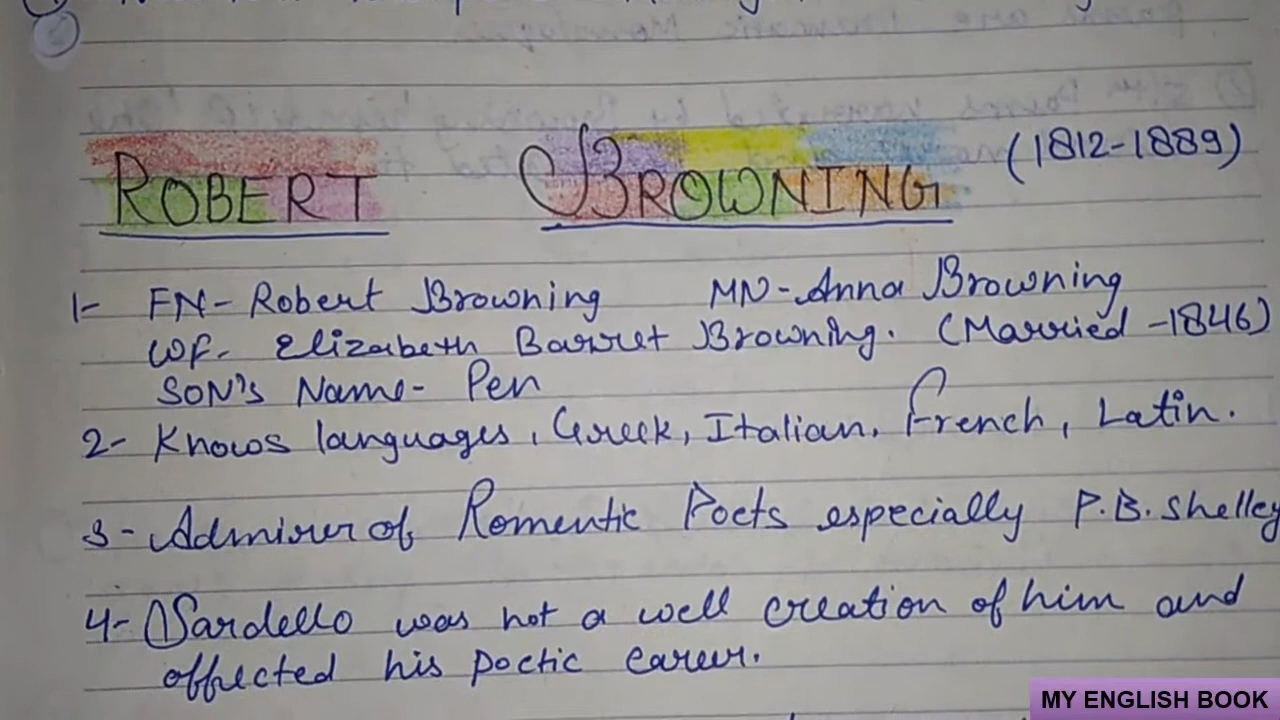 ROBERT BROWNING (1812-1889)
1- FN- Robert Browning MN- Anna Browning
WF- Elizabeth Barret Browning. (Married -1846)
SON's Name- Pen
2- Knows languages, Greek, Italian, French, Latin.
3- Admirer of Romentic Poets especially P.B. Shelley
4- Sardello was not a well creation of him and
affected his poetic career.
MY ENGLISH BOOK